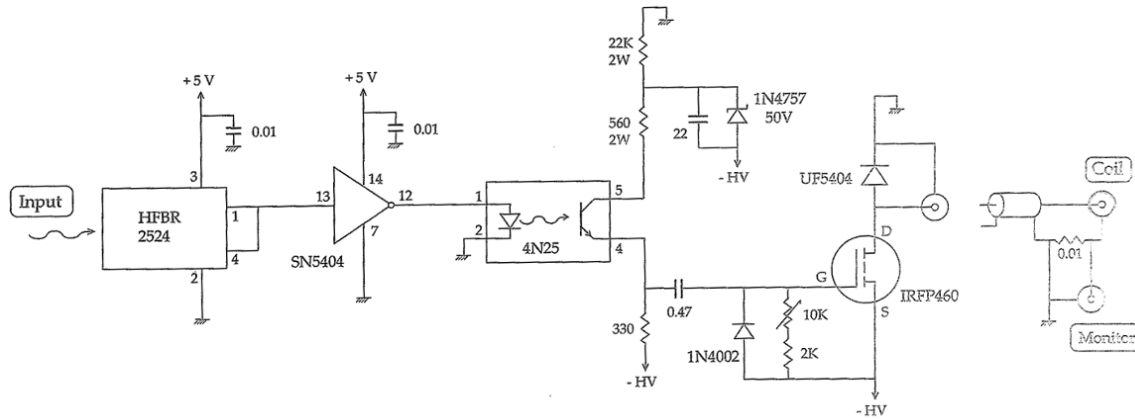 22K
2W
+5 V
+5 V
1N4757
50V
0.01
0.01
560
2W
22
-HV
UF5404
Coil
Input
3
14
13
12
1
5
HFBR
2524
1
4
2
7
SN5404
2
4N25
4
D
G
S
IRFP460
0.01
Monitor
0.47
330
1N4002
10K
2K
-HV
-HV